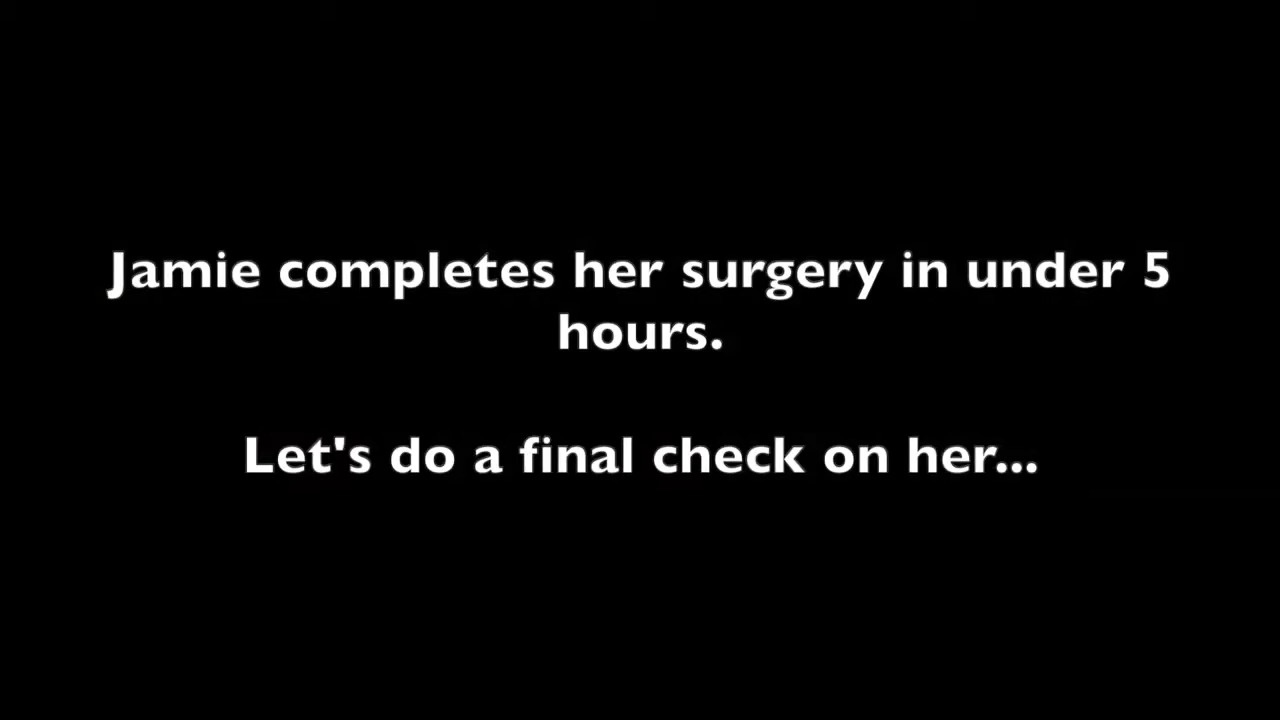 Jamie completes her surgery in under 5
hours.
Let's do a final check on her...